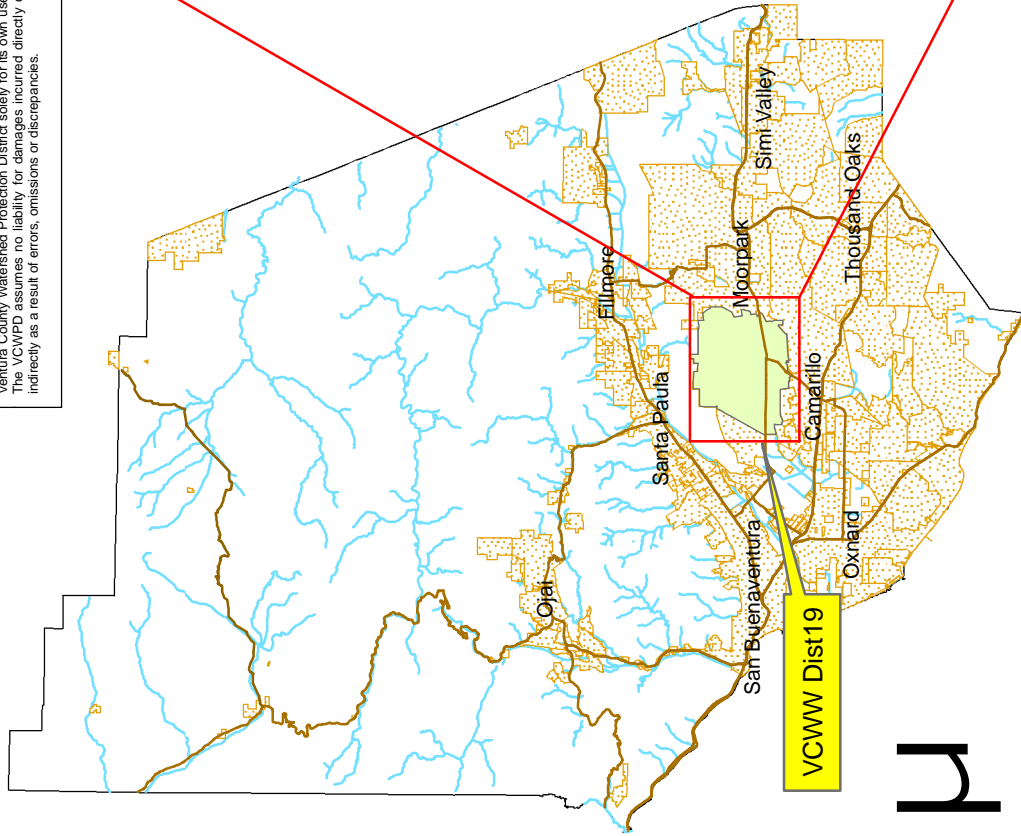 Ventura County Watershed Protection District solely for its own use
The VCWPD assumes no liability for damages incurred directly
indirectly as a result of errors, omissions or discrepancies.
Fillmore
Simi Valley
Moorpark
Thousand Oaks
Santa Paula
Camarillo
Ojai
San Buenaventura
Oxnard
VCWW Dist19
µ